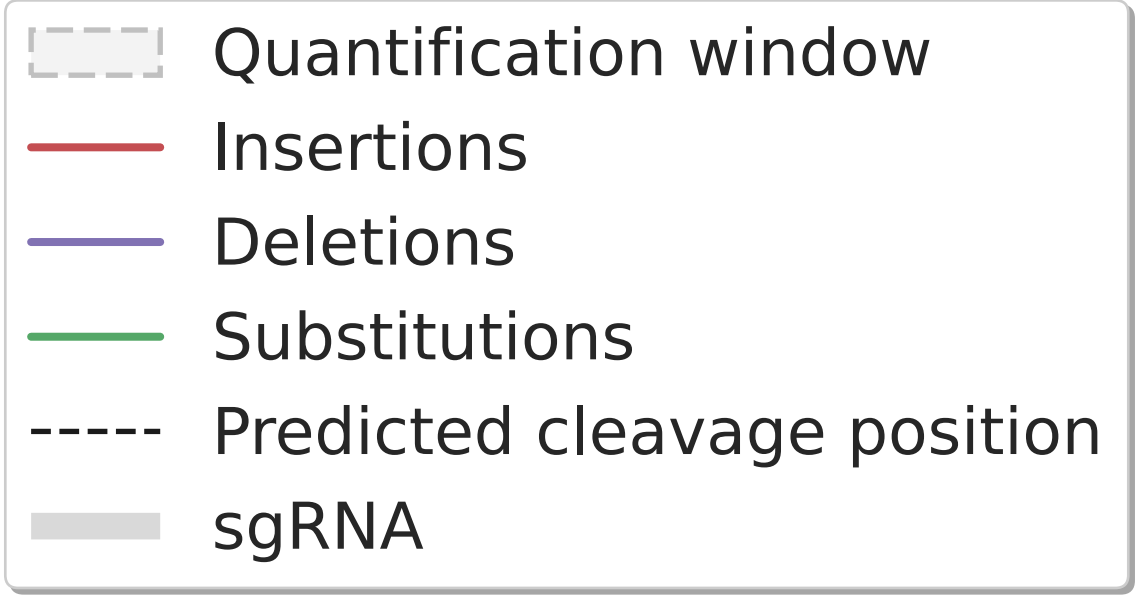 Quantification window
Insertions
Deletions
Substitutions
Predicted cleavage position
sgRNA